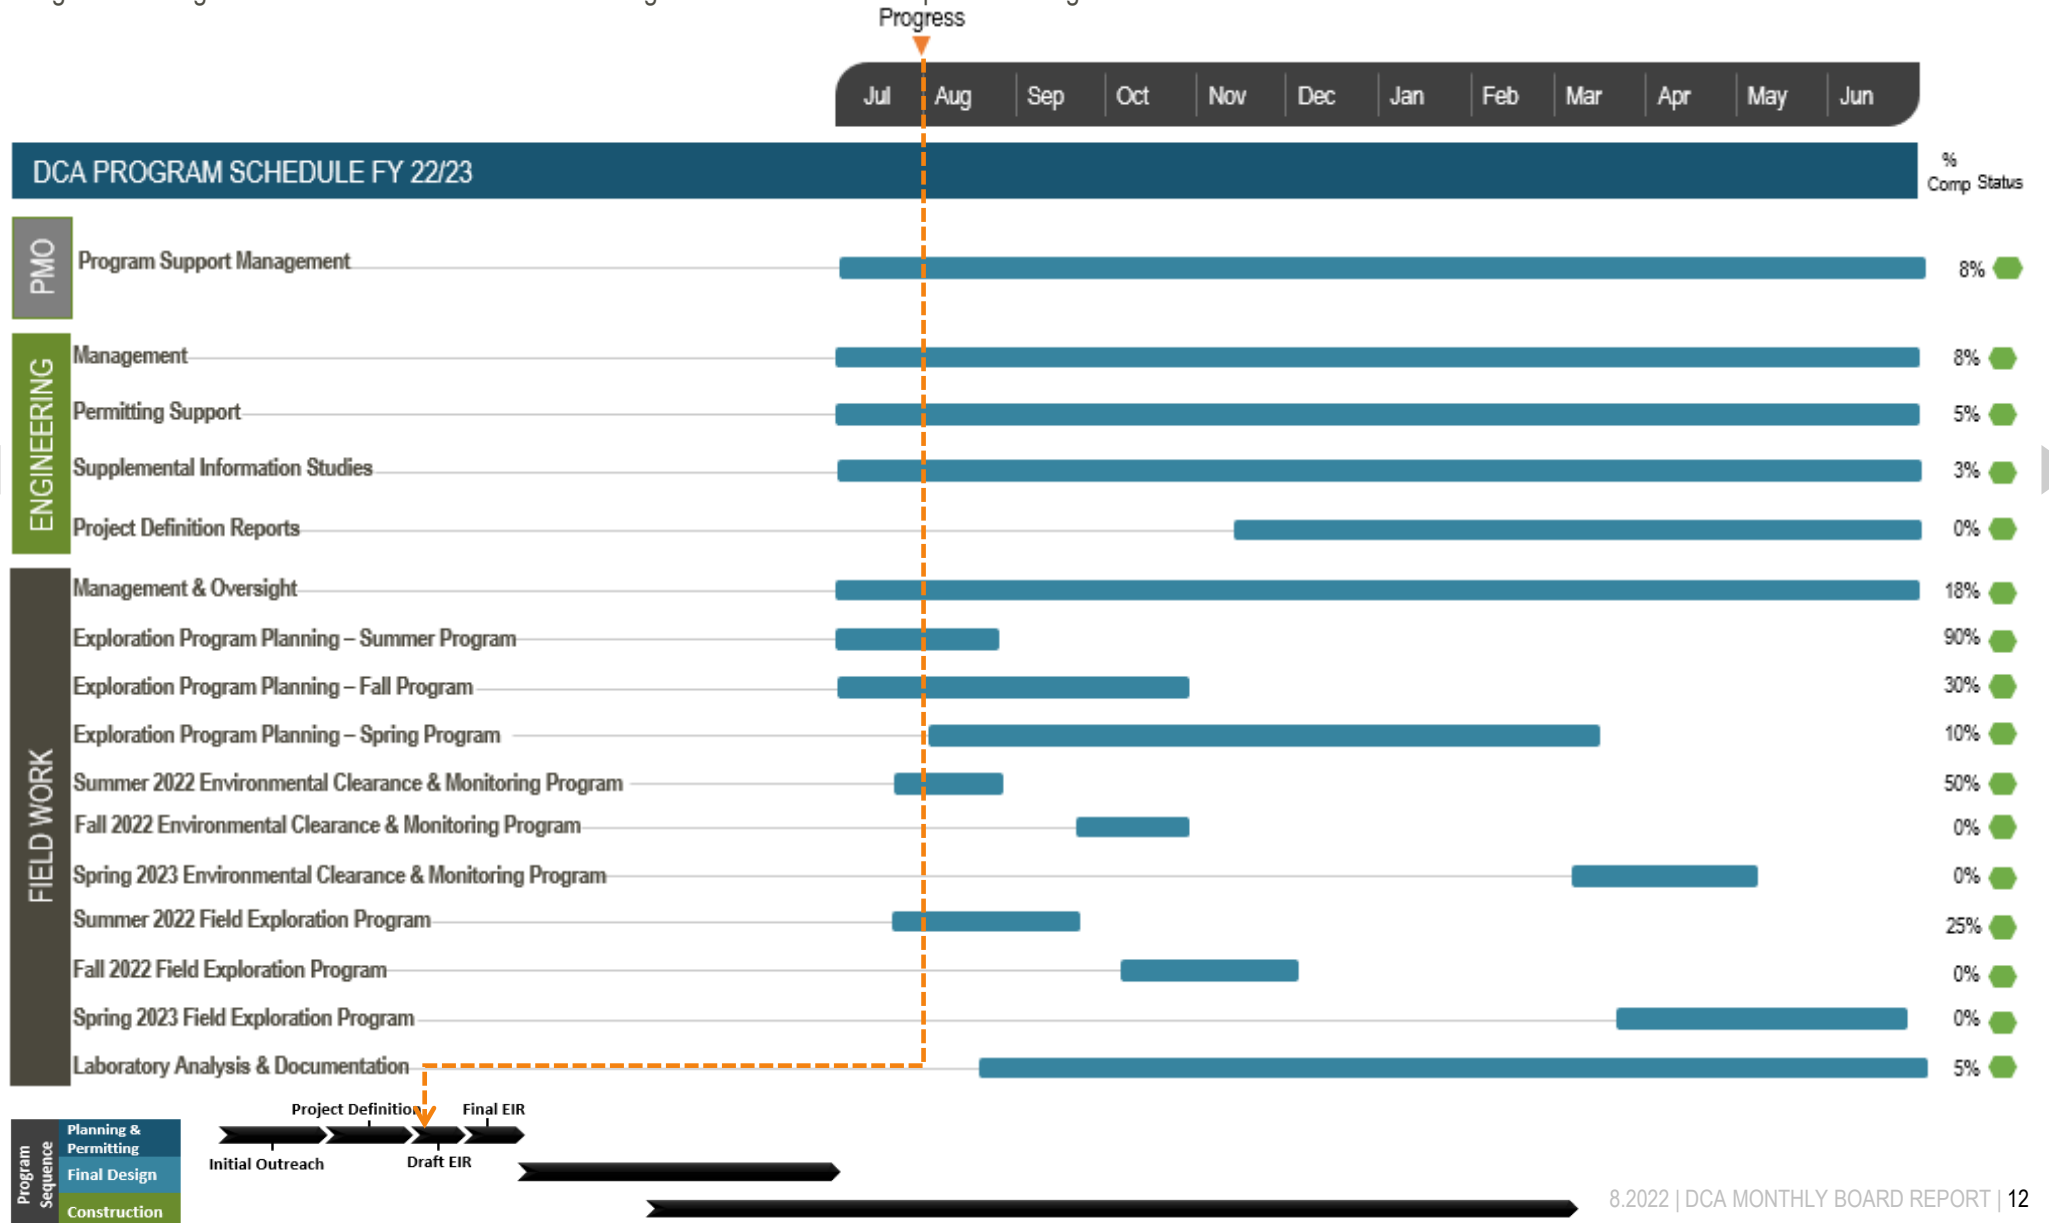 Progress
Jul Aug Sep Oct Nov Dec Jan Feb Mar Apr May Jun
DCA PROGRAM SCHEDULE FY 22/23
%
Comp Status
PMO
Program Support Management 8%
ENGINEERING
Management 8%
Permitting Support 5%
Supplemental Information Studies 3%
Project Definition Reports 0%
FIELD WORK
Management & Oversight 18%
Exploration Program Planning – Summer Program 90%
Exploration Program Planning – Fall Program 30%
Exploration Program Planning – Spring Program 10%
Summer 2022 Environmental Clearance & Monitoring Program 50%
Fall 2022 Environmental Clearance & Monitoring Program 0%
Spring 2023 Environmental Clearance & Monitoring Program 0%
Summer 2022 Field Exploration Program 25%
Fall 2022 Field Exploration Program 0%
Spring 2023 Field Exploration Program 0%
Laboratory Analysis & Documentation 5%
Program
Sequence
Planning &
Permitting
Final Design
Construction
Project Definition Final EIR
Initial Outreach Draft EIR
8.2022 | DCA MONTHLY BOARD REPORT | 12